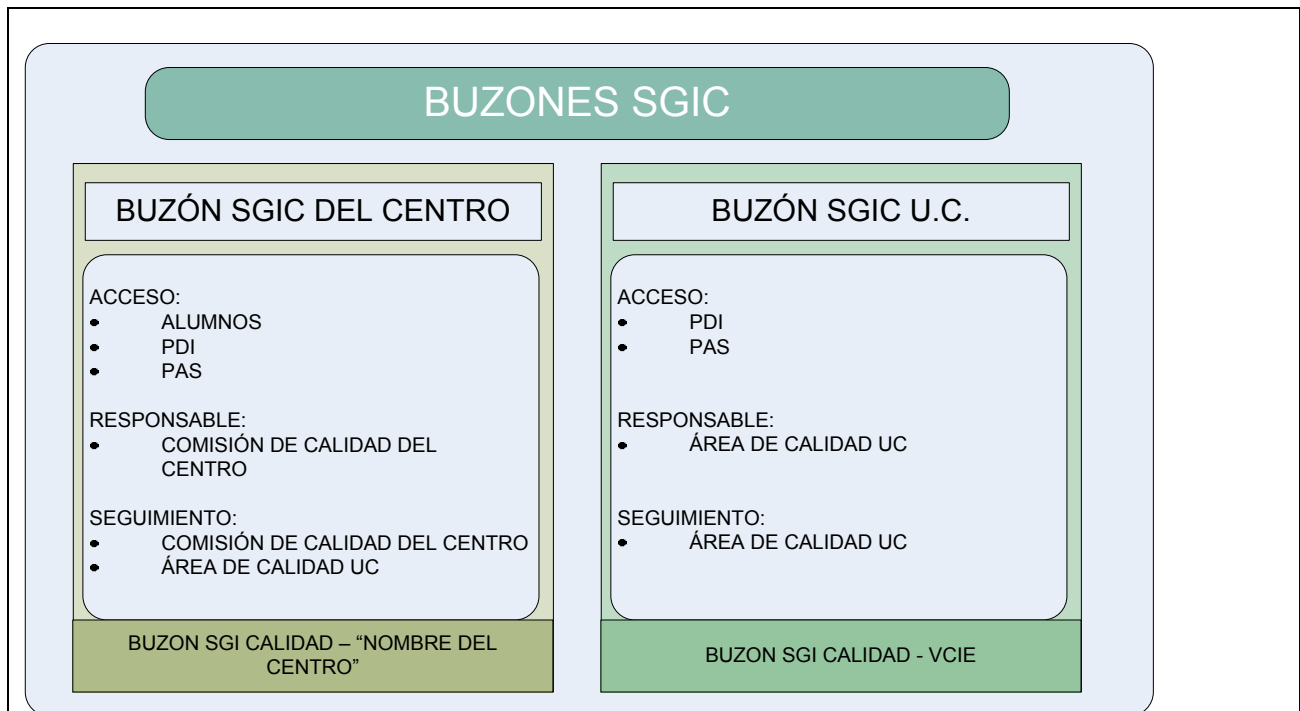 BUZONES SGIC
BUZÓN SGIC DEL CENTRO
ACCESO:
• ALUMNOS
• PDI
• PAS
RESPONSABLE:
• COMISIÓN DE CALIDAD DEL
CENTRO
SEGUIMIENTO:
• COMISIÓN DE CALIDAD DEL CENTRO
• ÁREA DE CALIDAD UC
BUZON SGI CALIDAD – “NOMBRE DEL
CENTRO”
BUZÓN SGIC U.C.
ACCESO:
• PDI
• PAS
RESPONSABLE:
• ÁREA DE CALIDAD UC
SEGUIMIENTO:
• ÁREA DE CALIDAD UC
BUZON SGI CALIDAD - VCIE